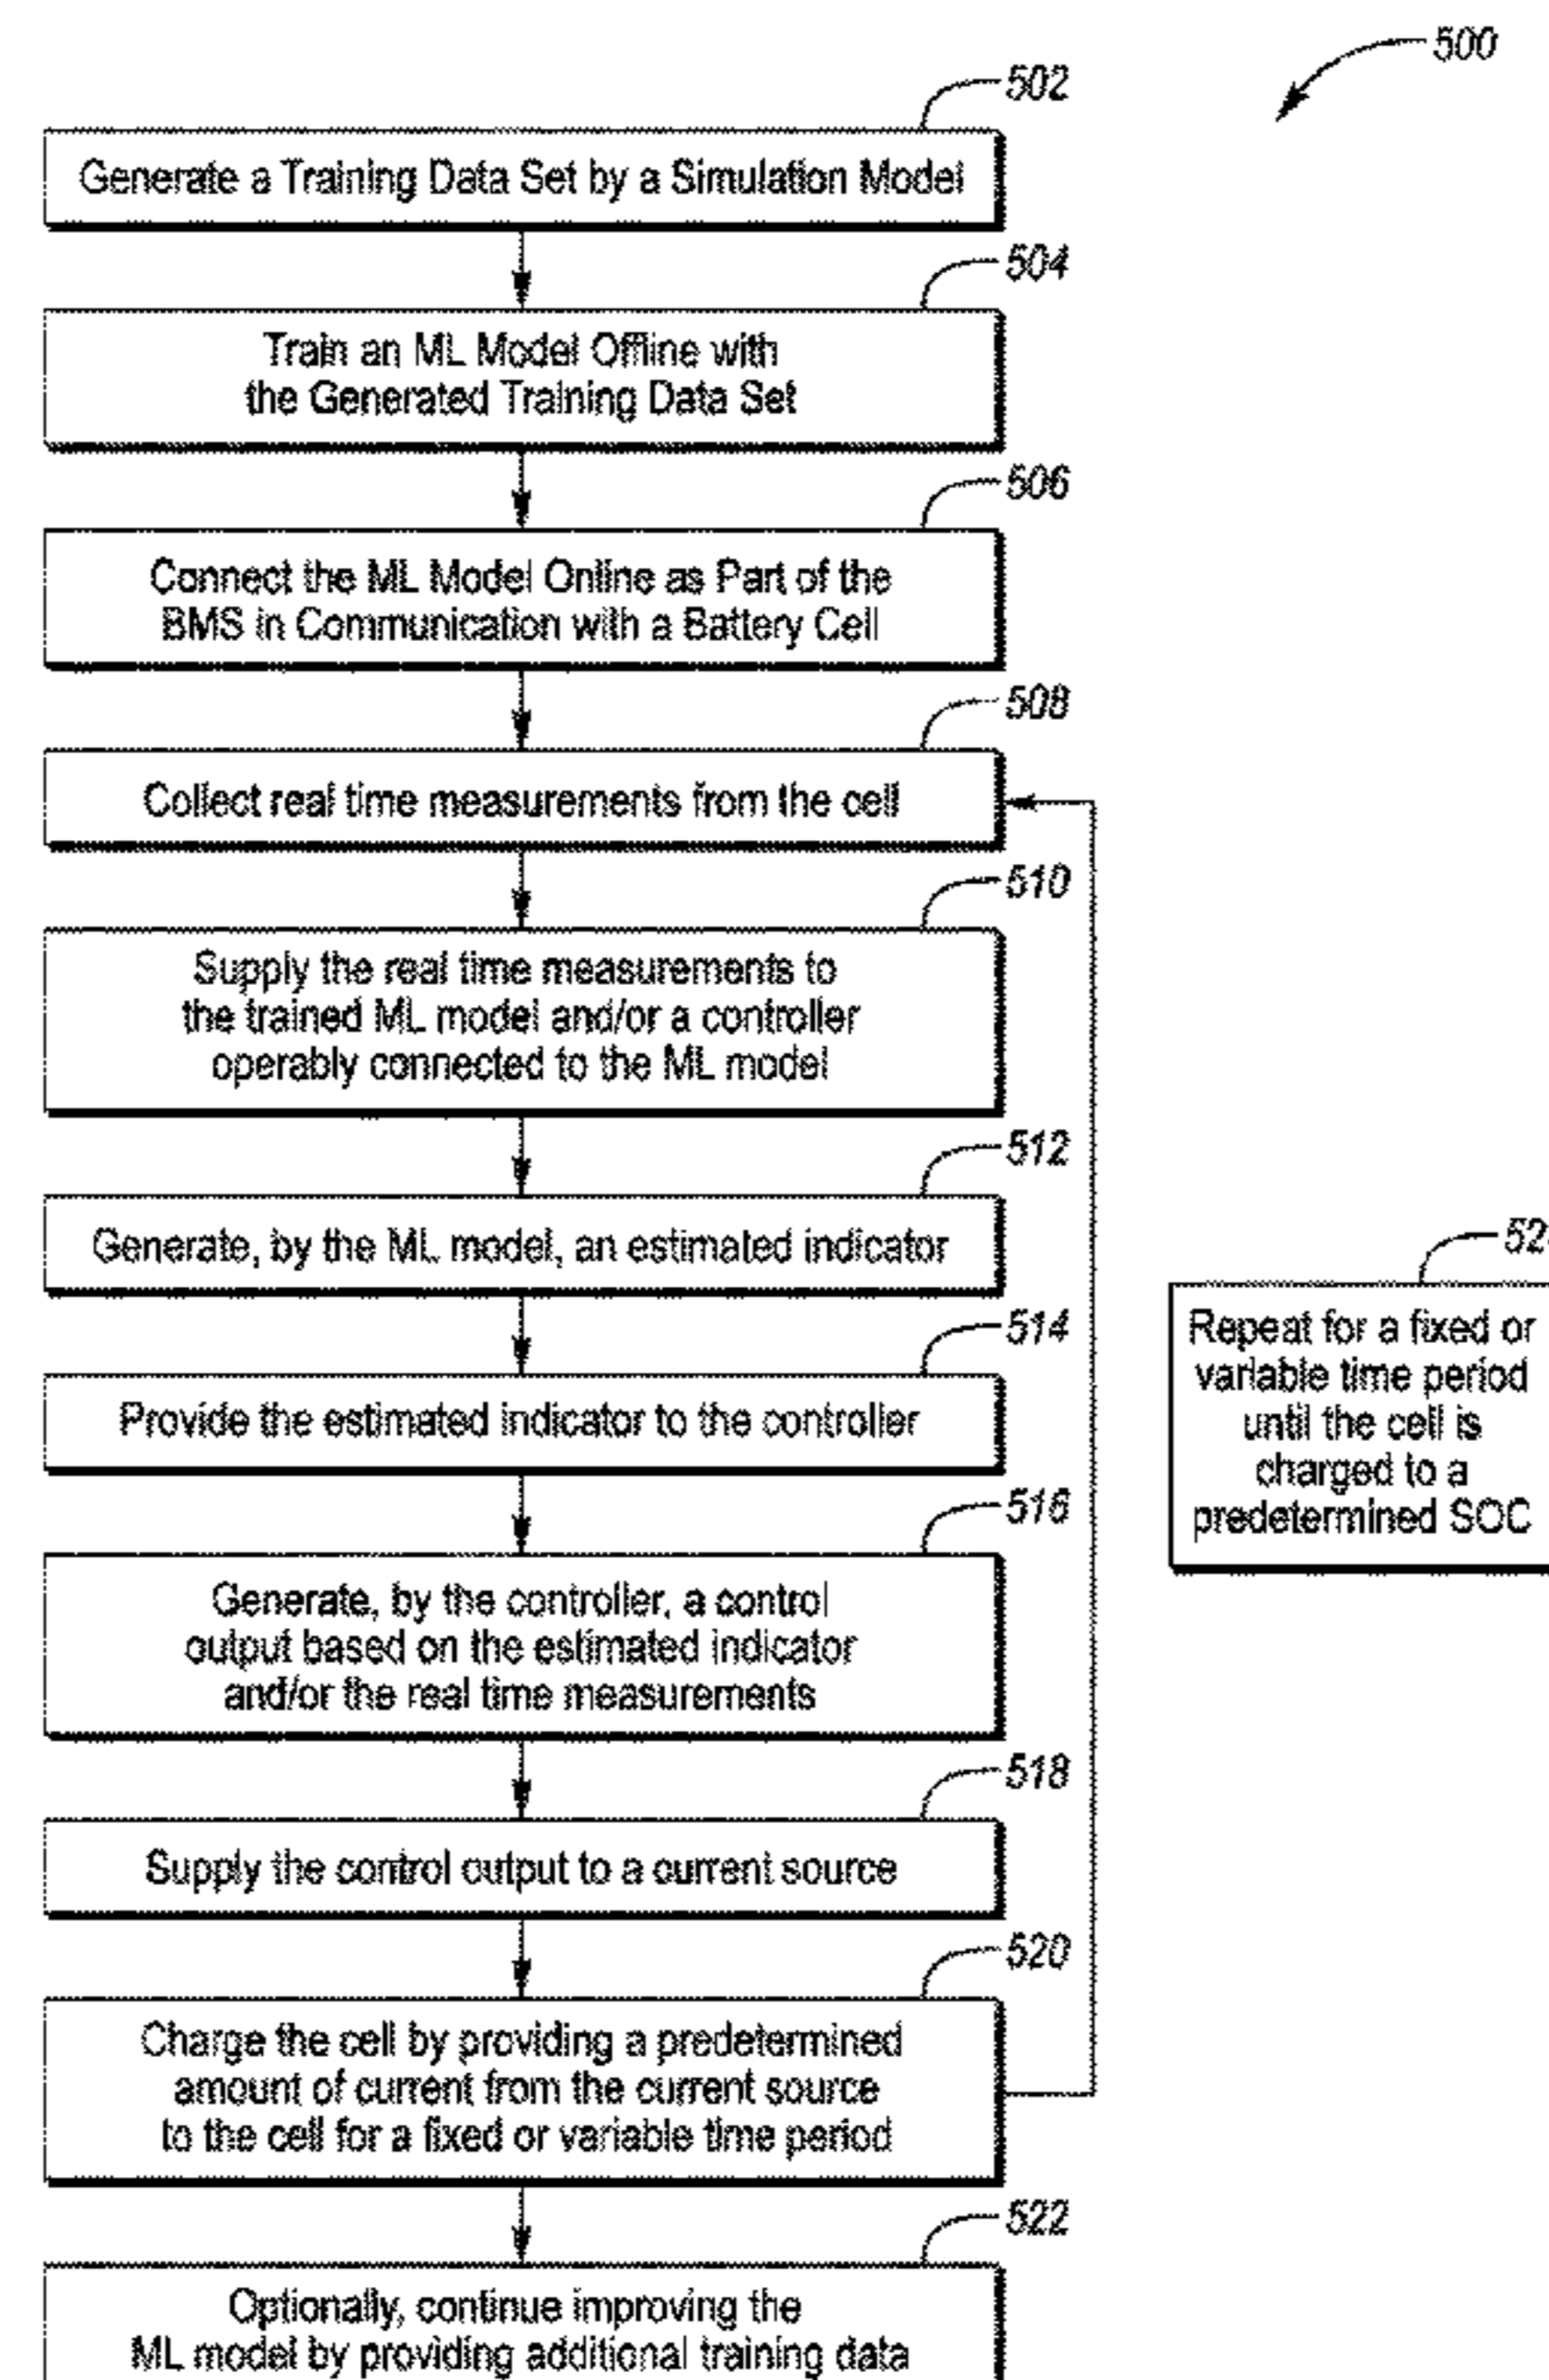 500
502
Generate a Training Data Set by a Simulation Model
504
Train an ML Model Offline with
the Generated Training Data Set
506
Connect the ML Model Online as Part of the
BMS in Communication with a Battery Cell
508
Collect real time measurements from the cell
510
Supply the real time measurements to
the trained ML model and/or a controller
operably connected to the ML model
512
Generate, by the ML model, an estimated indicator
514
Provide the estimated indicator to the controller
516
Generate, by the controller, a control
output based on the estimated indicator
and/or the real time measurements
518
Supply the control output to a current source
520
Charge the cell by providing a predetermined
amount of current from the current source
to the cell for a fixed or variable time period
522
Optionally, continue improving the
ML model by providing additional training data
Repeat for a fixed or
variable time period
until the cell is
charged to a
predetermined SOC